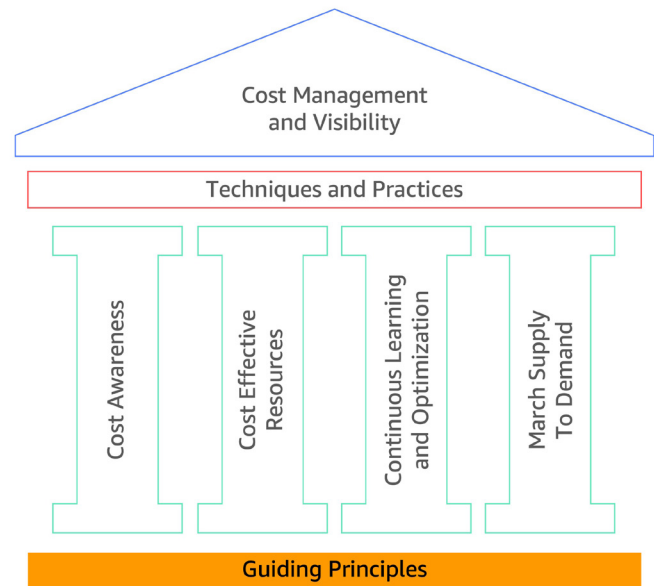 Cost Management
and Visibility
Techniques and Practices
Cost Awareness
Cost Effective
Resources
Continuous Learning
and Optimization
March Supply
To Demand
Guiding Principles